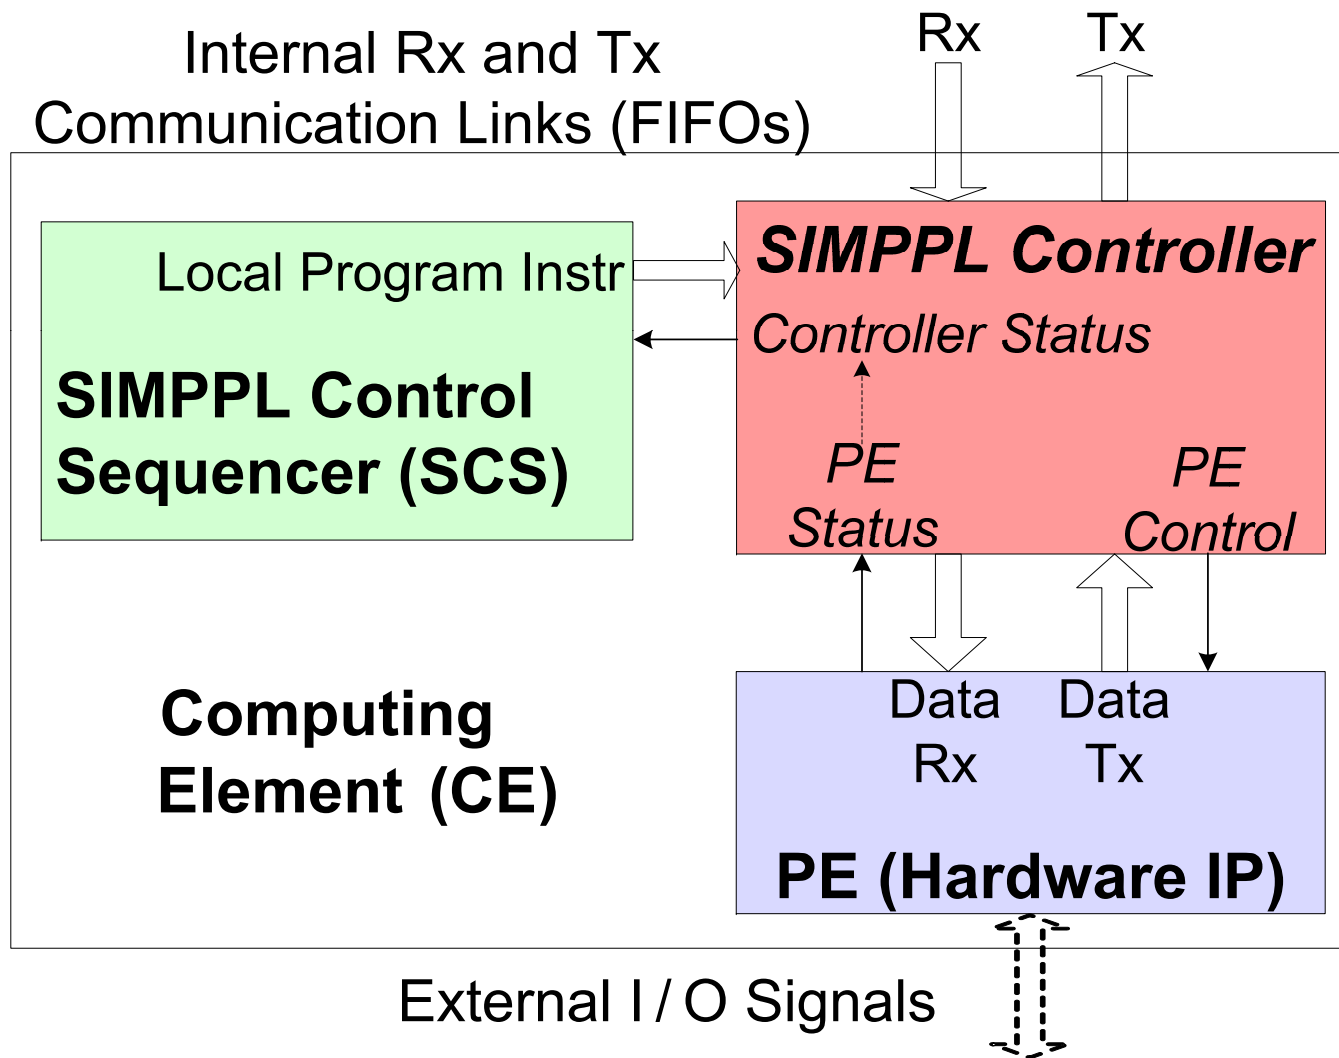 Internal Rx and Tx
Communication Links (FIFOs)
Rx
Tx
Local Program Instr
SIMPPL Control
Sequencer (SCS)
SIMPPL Controller
Controller Status
PE
Status
PE
Control
Computing
Element (CE)
Data
Rx
Data
Tx
PE (Hardware IP)
External I / O Signals